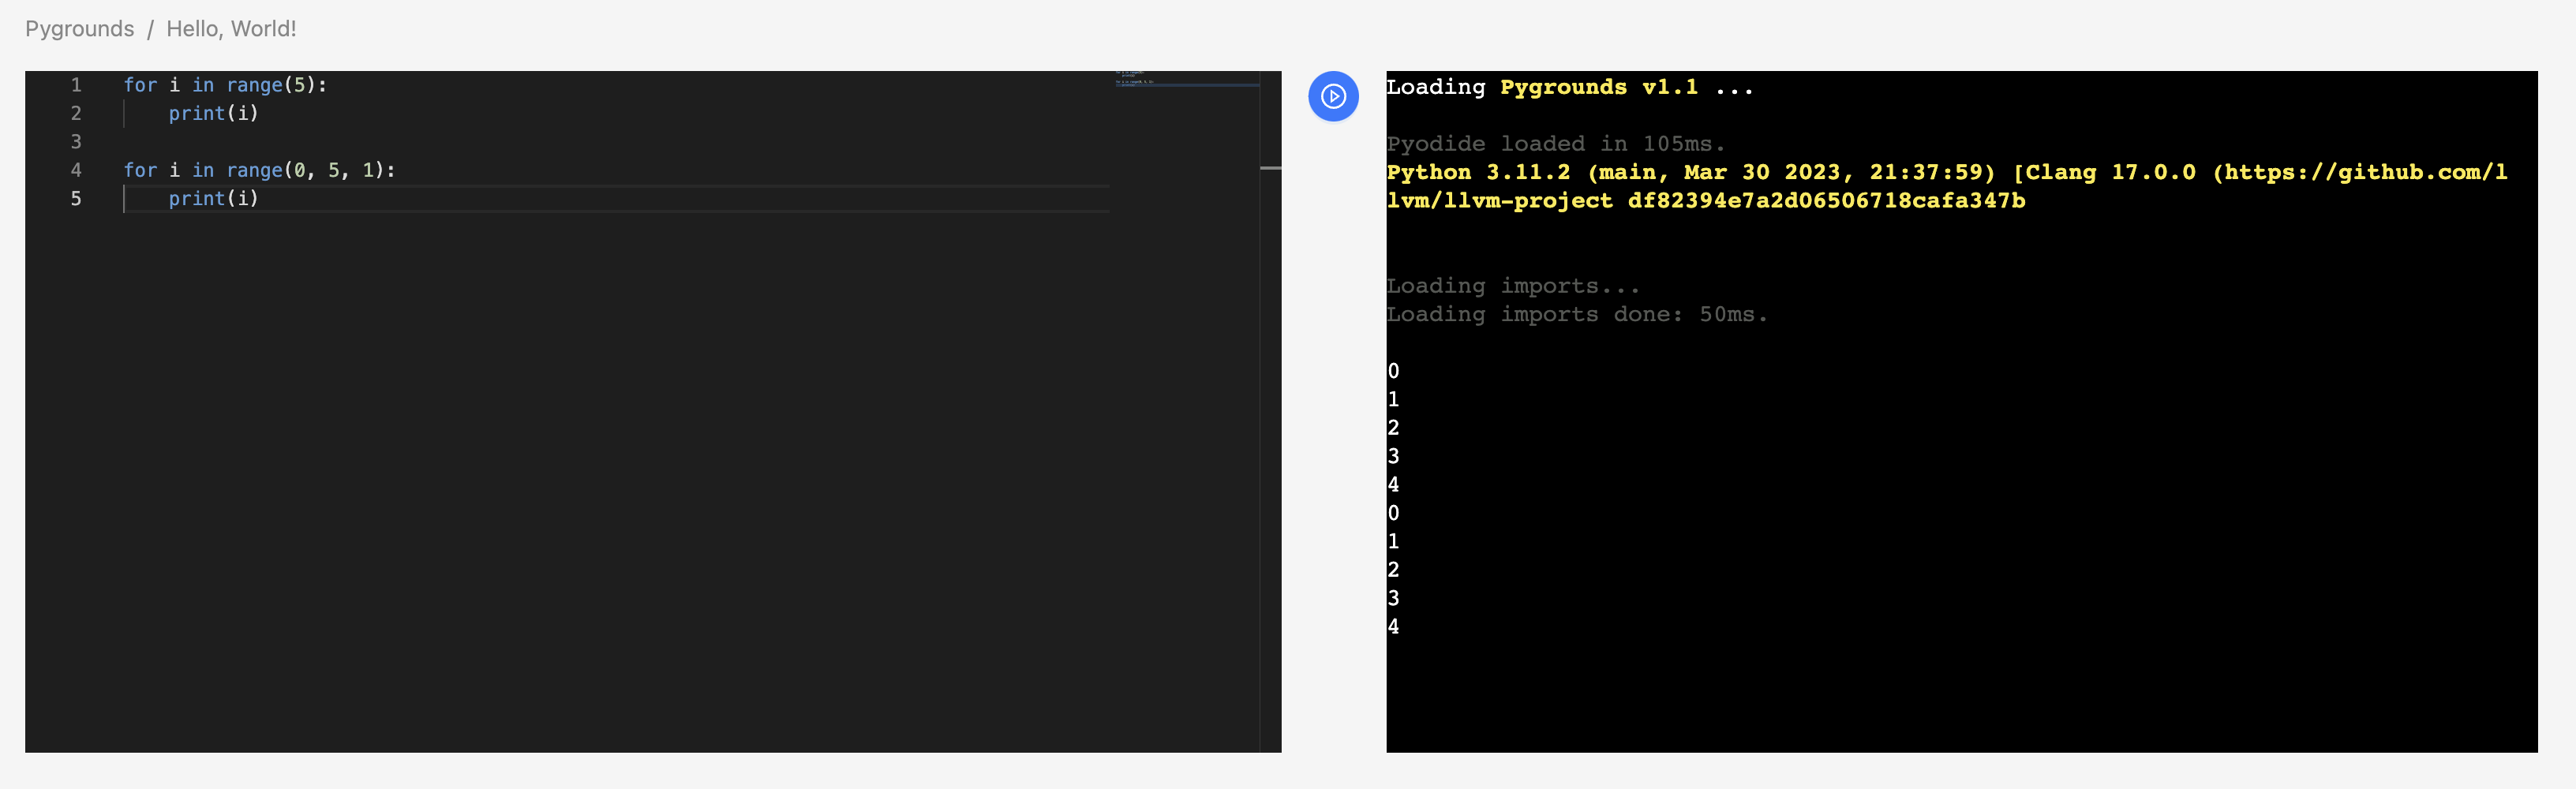 Pygrounds / Hello, World!
1 for i in range(5):
2     print(i)
3
4 for i in range(0, 5, 1):
5     print(i)
Loading Pygrounds v1.1 ...
Pyodide loaded in 105ms.
Python 3.11.2 (main, Mar 30 2023, 21:37:59) [Clang 17.0.0 (https://github.com/l
lvm/llvm-project df82394e7a2d06506718cafa347b
Loading imports...
Loading imports done: 50ms.
0
1
2
3
4
0
1
2
3
4